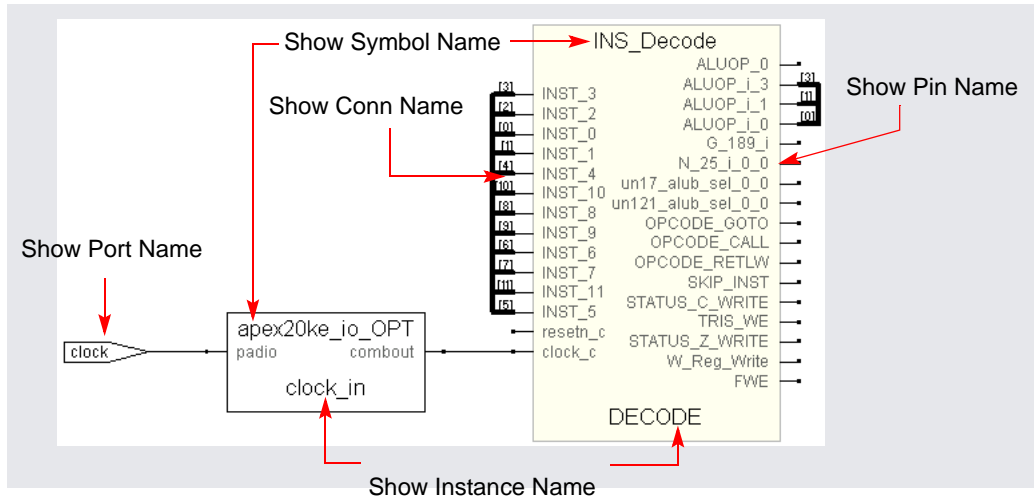 Show Symbol Name
INS_Decode
Show Conn Name
Show Pin Name
[3] INST_3
[2] INST_2
[0] INST_0
[1] INST_1
[4] INST_4
[10] INST_10
[8] INST_8
[9] INST_9
[6] INST_6
[7] INST_7
[11] INST_11
[5] INST_5
resetn_c
clock_c
ALUOP_0
ALUOP_i_3 [3]
ALUOP_i_1 [1]
ALUOP_i_0 [0]
G_189_i
N_25_i_0_0
un17_alub_sel_0_0
un121_alub_sel_0_0
OPCODE_GOTO
OPCODE_CALL
OPCODE_RETLW
SKIP_INST
STATUS_C_WRITE
TRIS_WE
STATUS_Z_WRITE
W_Reg_Write
FWE
DECODE
Show Port Name
clock
apex20ke_io_OPT
padio combout
clock_in
Show Instance Name